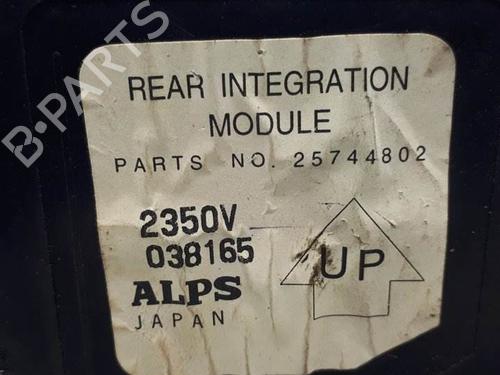 B-PARTS
REAR INTEGRATION
MODULE
PARTS NO. 25744802
2350V
038165
UP
ALPS
JAPAN